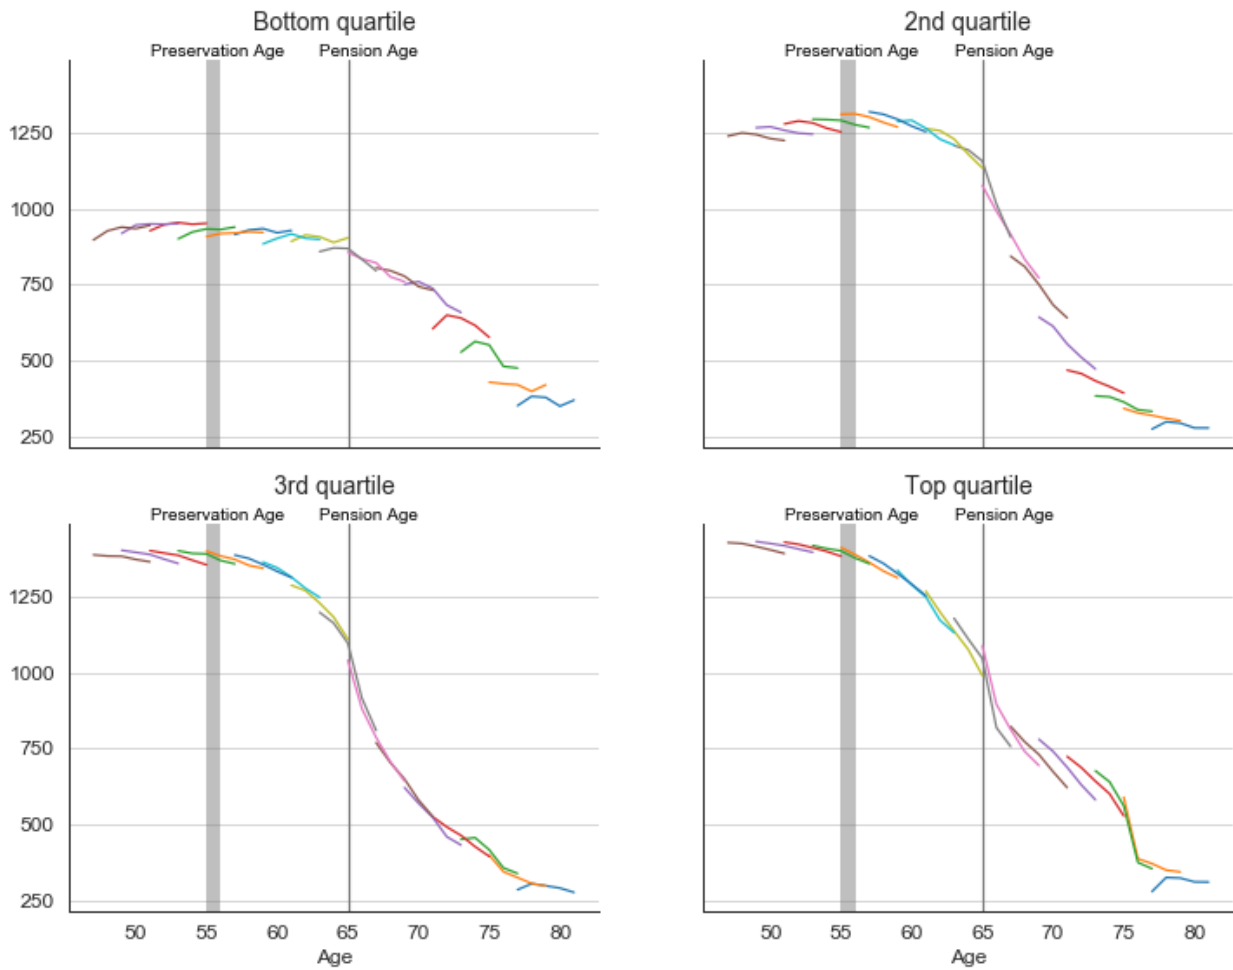 Bottom quartile
2nd quartile
Preservation Age Pension Age
Preservation Age Pension Age
1250
1000
750
500
250
3rd quartile
Top quartile
Preservation Age Pension Age
Preservation Age Pension Age
1250
1000
750
500
250
50 55 60 65 70 75 80
50 55 60 65 70 75 80
Age
Age